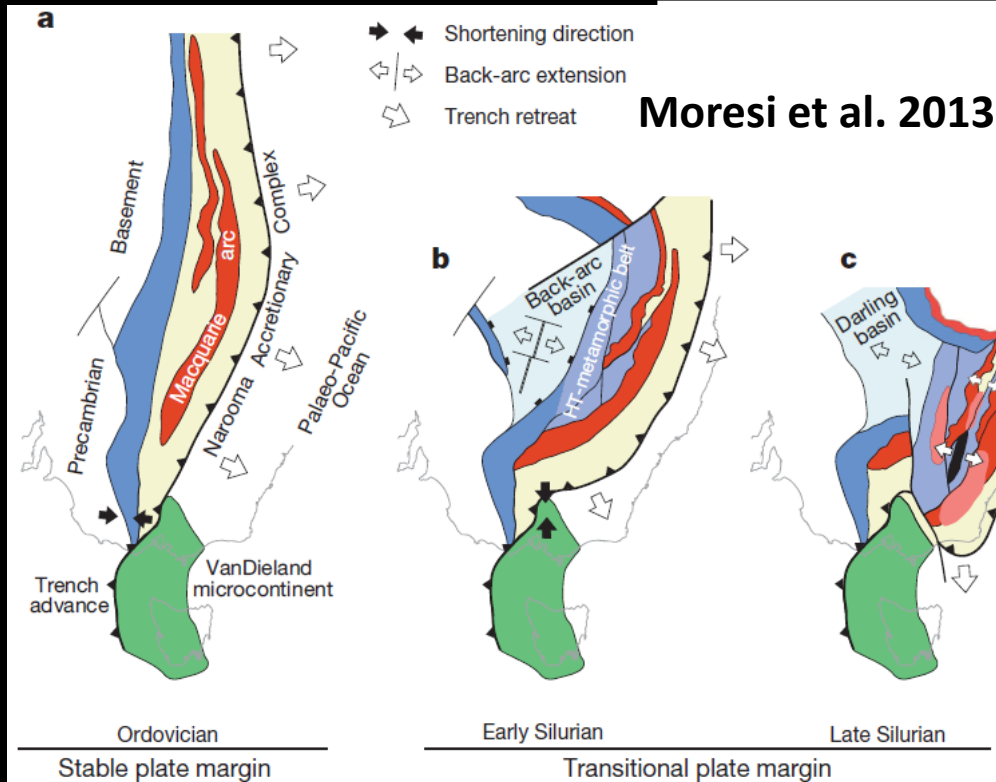 a
Shortening direction
Back-arc extension
Trench retreat
Moresi et al. 2013
Basement
Precambrian
Macquarie
arc
Complex
Accretionary
Narooma
Palaeo-Pacific
Ocean
Trench
advance
VanDieland
microcontinent
b
Back-arc
basin
HT-metamorphic belt
c
Darling
basin
Ordovician
Early Silurian
Late Silurian
Stable plate margin
Transitional plate margin